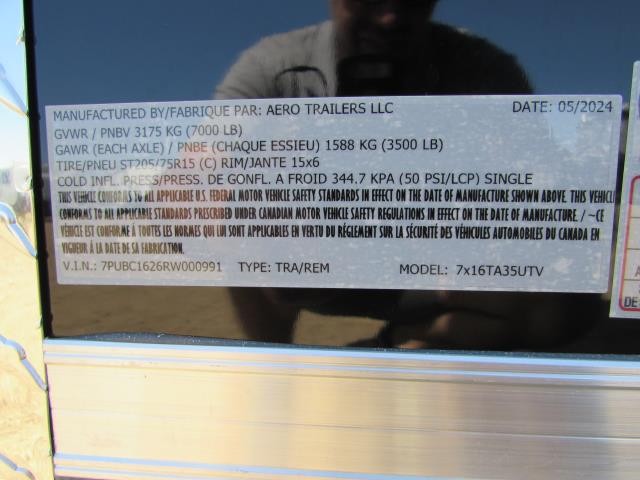 MANUFACTURED BY/FABRIQUE PAR: AERO TRAILERS LLC DATE: 05/2024
GVWR / PNBV 3175 KG (7000 LB)
GAWR (EACH AXLE) / PNBE (CHAQUE ESSIEU) 1588 KG (3500 LB)
TIRE/PNEU ST205/75R15 (C) RIM/JANTE 15x6
COLD INFL. PRESS/PRESS. DE GONFL. A FROID 344.7 KPA (50 PSI/LCP) SINGLE
THIS VEHICLE CONFORMS TO ALL APPLICABLE U.S. FEDERAL MOTOR VEHICLE SAFETY STANDARDS IN EFFECT ON THE DATE OF MANUFACTURE SHOWN ABOVE. THIS VEHICL
CONFORMS TO ALL APPLICABLE STANDARDS PRESCRIBED UNDER CANADIAN MOTOR VEHICLE SAFETY REGULATIONS IN EFFECT ON THE DATE OF MANUFACTURE. / ~CE
VÉHICLE EST CONFORME À TOUTES LES NORMES QUI LUI SONT APPLICABLES EN VERTU DU RÉGLEMENT SUR LA SÉCURITÉ DES VÉHICULES AUTOMOBILES DU CANADA EN
VIGUEUR À LA DATE DE SA FABRICATION.
V.I.N.: 7PUBC1626RW000991 TYPE: TRA/REM MODEL: 7x16TA35UTV
DE